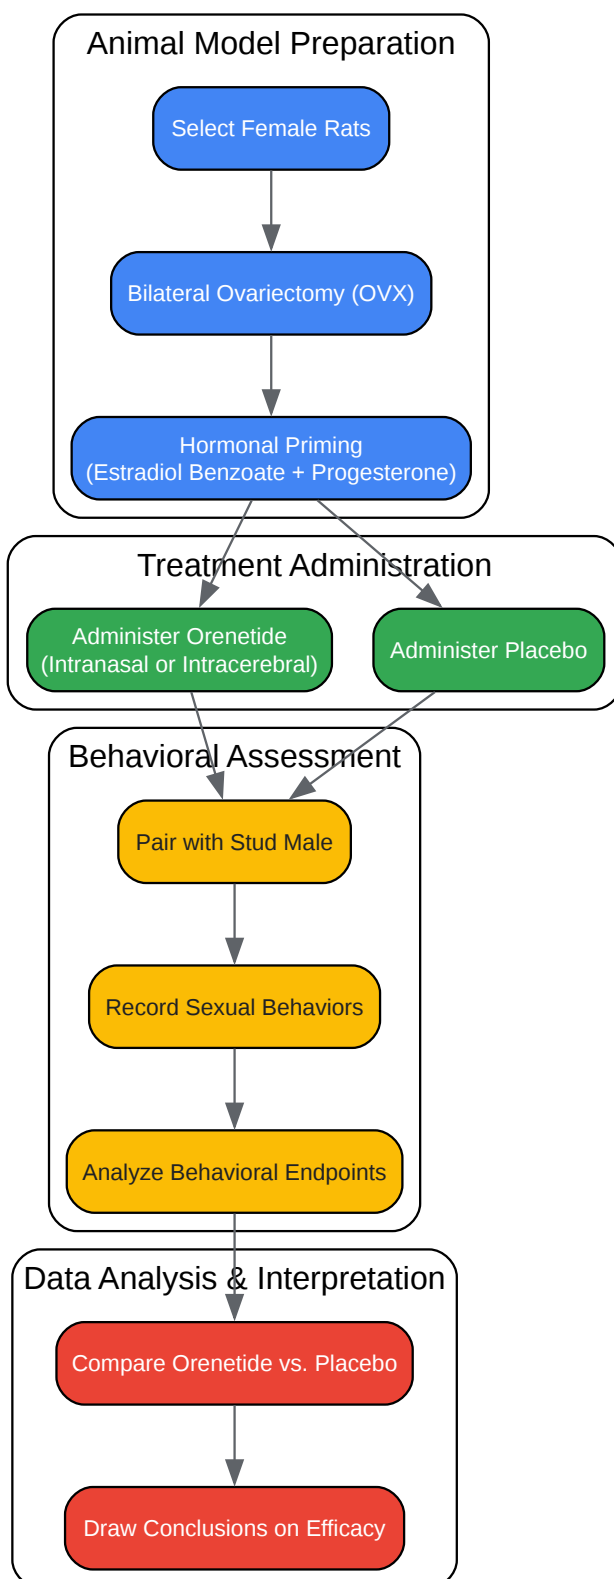 Animal Model Preparation
Select Female Rats
Bilateral Ovariectomy (OVX)
Hormonal Priming
(Estradiol Benzoate + Progesterone)
Treatment Administration
Administer Orenetide
(Intranasal or Intracerebral)
Administer Placebo
Behavioral Assessment
Pair with Stud Male
Record Sexual Behaviors
Analyze Behavioral Endpoints
Data Analysis & Interpretation
Compare Orenetide vs. Placebo
Draw Conclusions on Efficacy